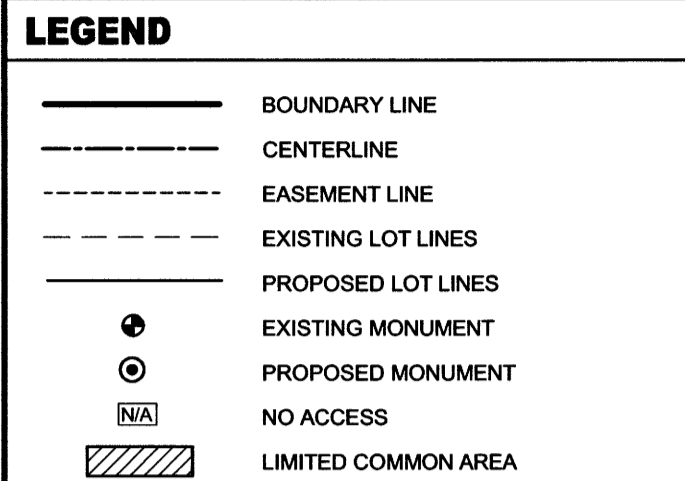 LEGEND
BOUNDARY LINE
CENTERLINE
EASEMENT LINE
EXISTING LOT LINES
PROPOSED LOT LINES
EXISTING MONUMENT
PROPOSED MONUMENT
N/A NO ACCESS
LIMITED COMMON AREA